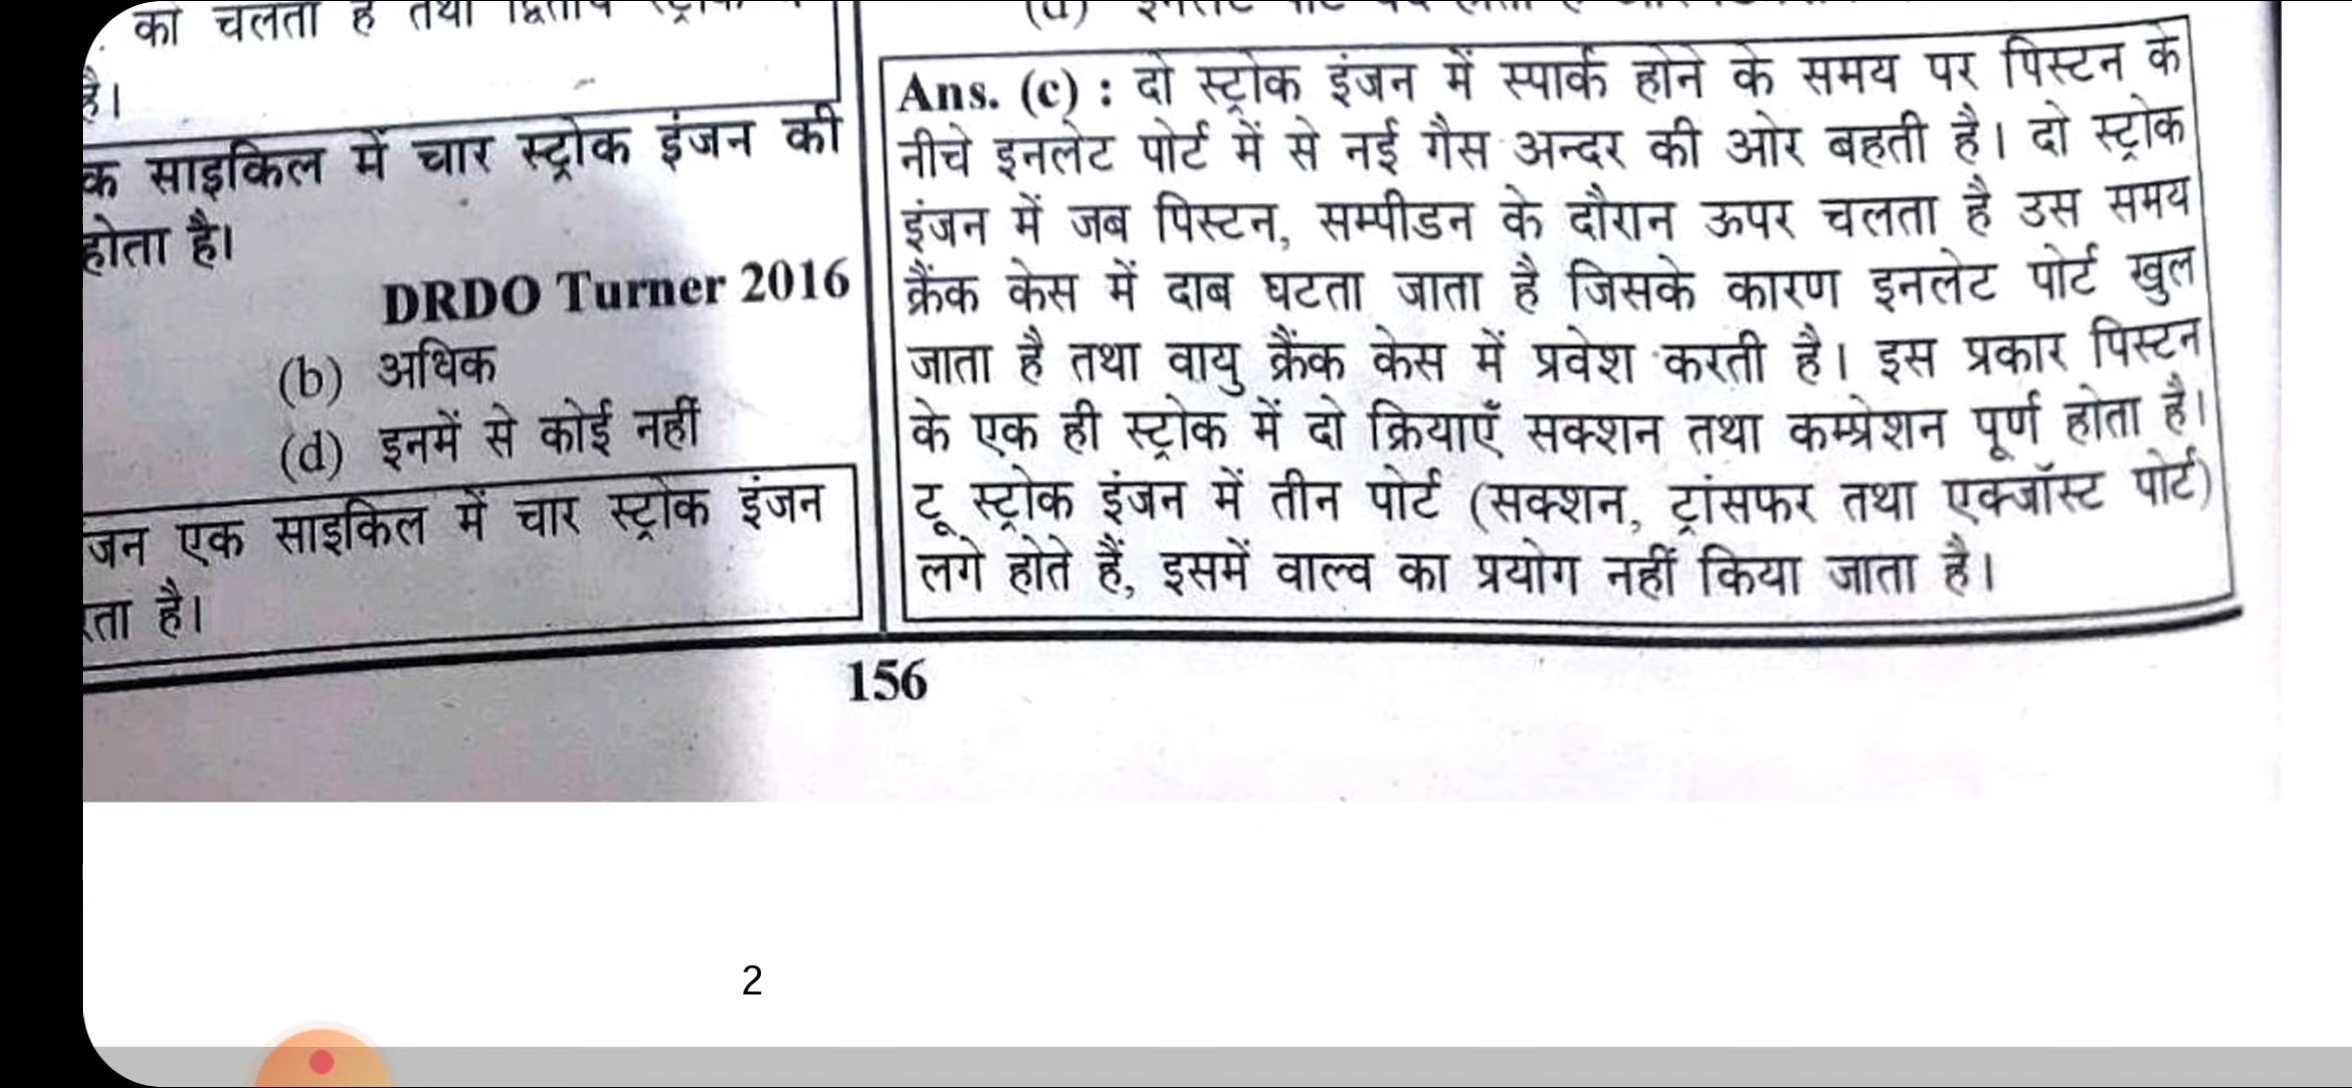 को चलता है तथा द्वितीय
है।
क साइकिल में चार स्ट्रोक इंजन की
होता है।
DRDO Turner 2016
(b) अधिक
(d) इनमें से कोई नहीं
जन एक साइकिल में चार स्ट्रोक इंजन
रता है।
(d)
Ans. (c) : दो स्ट्रोक इंजन में स्पार्क होने के समय पर पिस्टन के
नीचे इनलेट पोर्ट में से नई गैस अन्दर की ओर बहती है। दो स्ट्रोक
इंजन में जब पिस्टन, सम्पीडन के दौरान ऊपर चलता है उस समय
क्रैंक केस में दाब घटता जाता है जिसके कारण इनलेट पोर्ट खुल
जाता है तथा वायु क्रैंक केस में प्रवेश करती है। इस प्रकार पिस्टन
के एक ही स्ट्रोक में दो क्रियाएँ सक्शन तथा कम्प्रेशन पूर्ण होता है।
टू स्ट्रोक इंजन में तीन पोर्ट (सक्शन, ट्रांसफर तथा एक्जॉस्ट पोर्ट)
लगे होते हैं, इसमें वाल्व का प्रयोग नहीं किया जाता है।
156
2